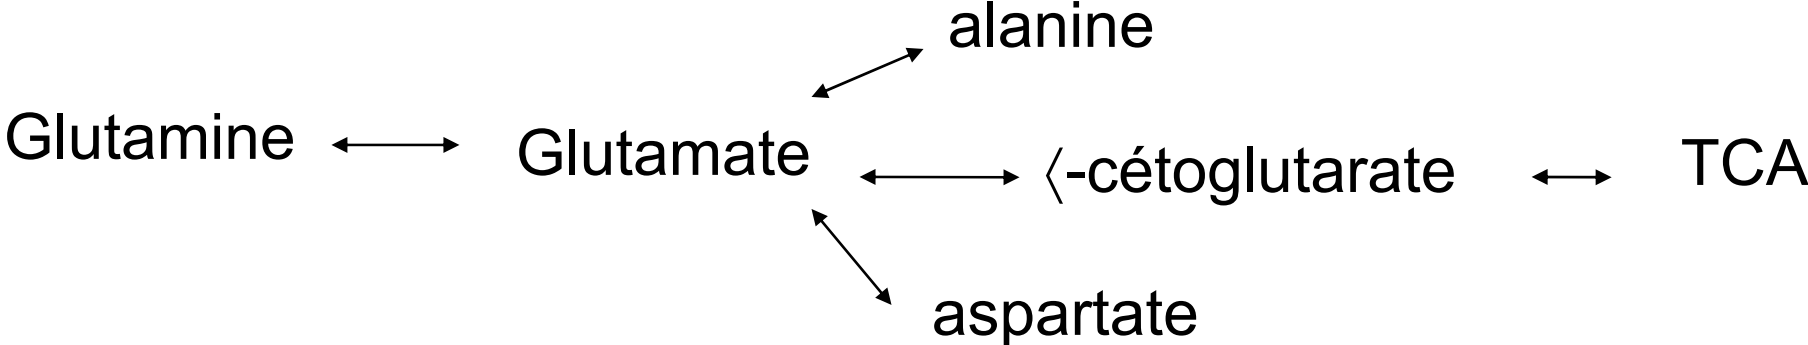 alanine
Glutamine
Glutamate
〈-cétoglutarate
TCA
aspartate